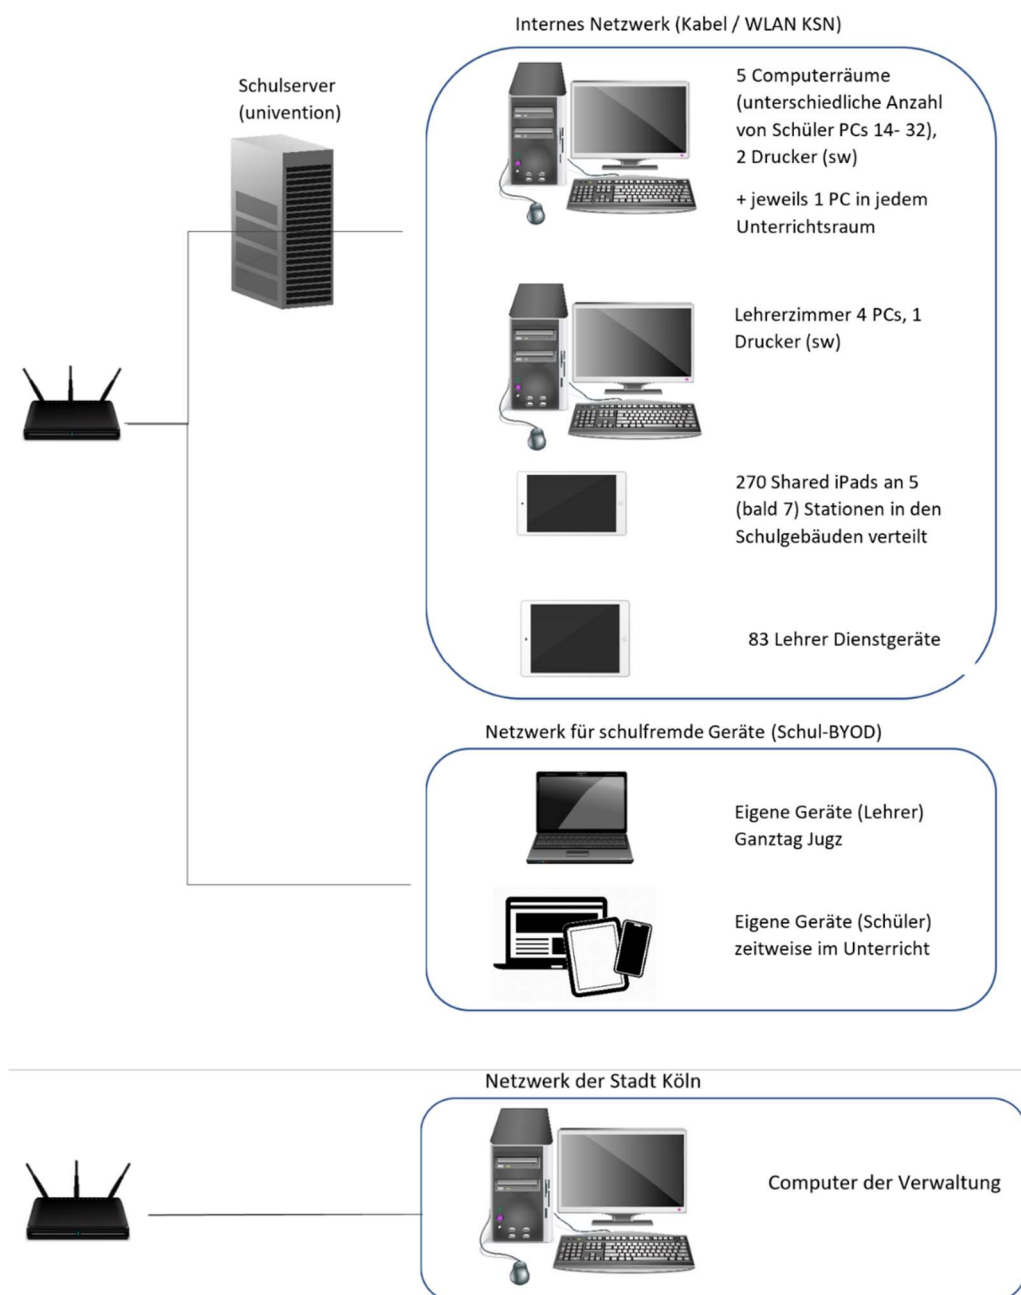 Internes Netzwerk (Kabel / WLAN KSN)
Schulserver
(univention)
5 Computerräume
(unterschiedliche Anzahl
von Schüler PCs 14- 32),
2 Drucker (sw)
+ jeweils 1 PC in jedem
Unterrichtsraum
Lehrerzimmer 4 PCs, 1
Drucker (sw)
270 Shared iPads an 5
(bald 7) Stationen in den
Schulgebäuden verteilt
83 Lehrer Dienstgeräte
Netzwerk für schulfremde Geräte (Schul-BYOD)
Eigene Geräte (Lehrer)
Ganztag Jugz
Eigene Geräte (Schüler)
zeitweise im Unterricht
Netzwerk der Stadt Köln
Computer der Verwaltung